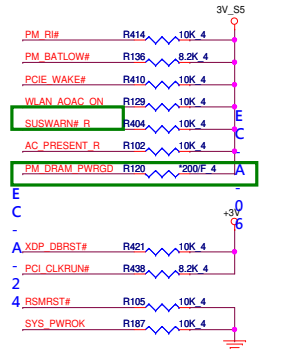 3V_S5
PM_RI# R414 10K_4
PM_BATLOW# R136 8.2K_4
PCIE_WAKE# R410 10K_4
WLAN_AOAC_ON R129 10K_4
SUSWARN#_R R404 10K_4
AC_PRESENT_R R102 10K_4
PM_DRAM_PWRGD R120 *200/F_4
EC-A-06
+3V
EC-A-24
XDP_DBRST# R421 10K_4
PCI_CLKRUN# R438 8.2K_4
RSMRST# R105 10K_4
SYS_PWROK R187 10K_4